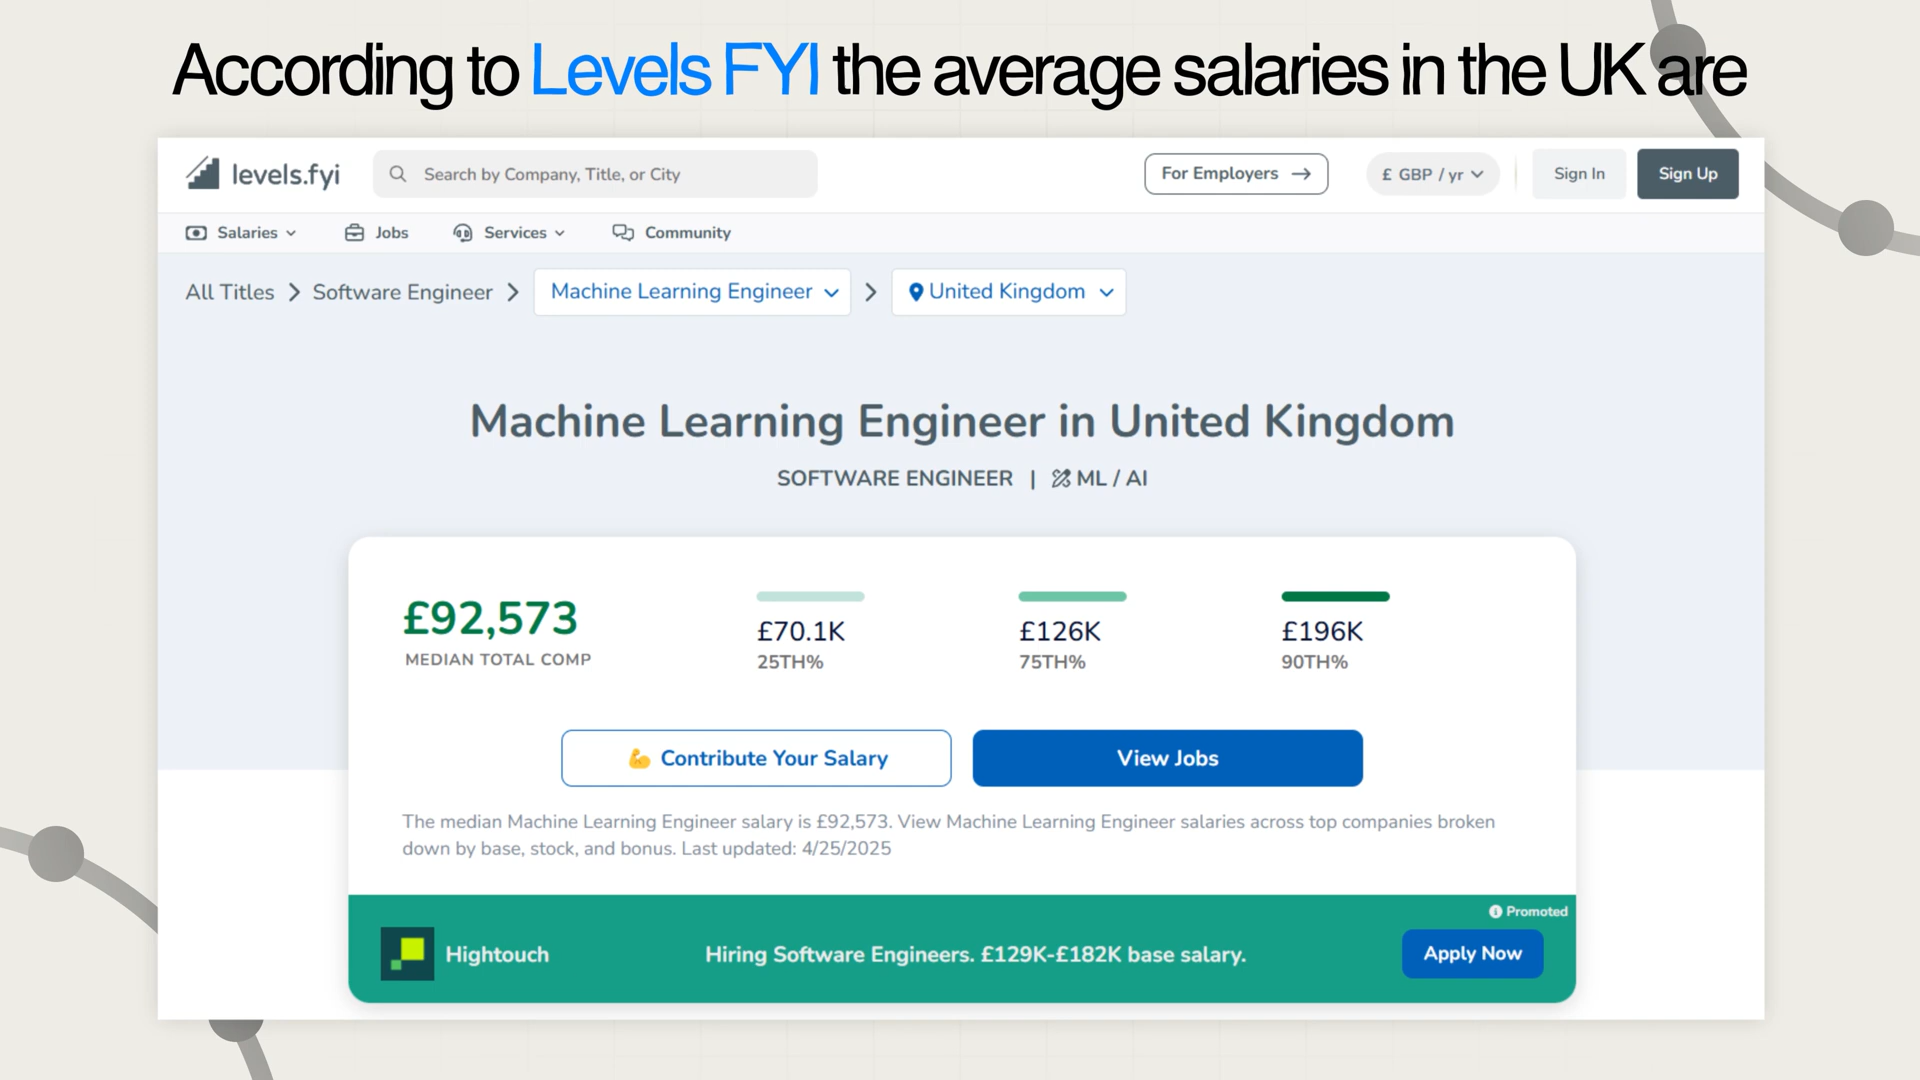 According to Levels FYI the average salaries in the UK are
levels.fyi
Search by Company, Title, or City
For Employers →
£ GBP / yr
Sign In
Sign Up
Salaries
Jobs
Services
Community
All Titles > Software Engineer > Machine Learning Engineer > United Kingdom
Machine Learning Engineer in United Kingdom
SOFTWARE ENGINEER | ML / AI
£92,573
MEDIAN TOTAL COMP
£70.1K
25TH%
£126K
75TH%
£196K
90TH%
💪 Contribute Your Salary
View Jobs
The median Machine Learning Engineer salary is £92,573. View Machine Learning Engineer salaries across top companies broken
down by base, stock, and bonus. Last updated: 4/25/2025
Promoted
Hightouch
Hiring Software Engineers. £129K-£182K base salary.
Apply Now